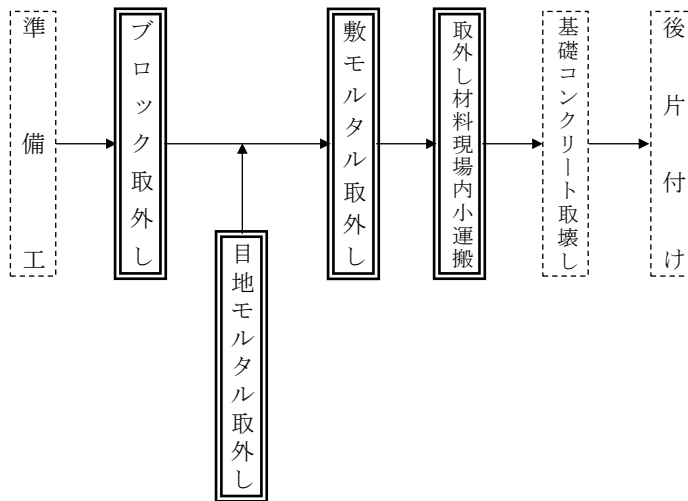 準備工
ブロック取外し
目地モルタル取外し
敷モルタル取外し
取外し材料現場内小運搬
基礎コンクリート取壊し
後片付け